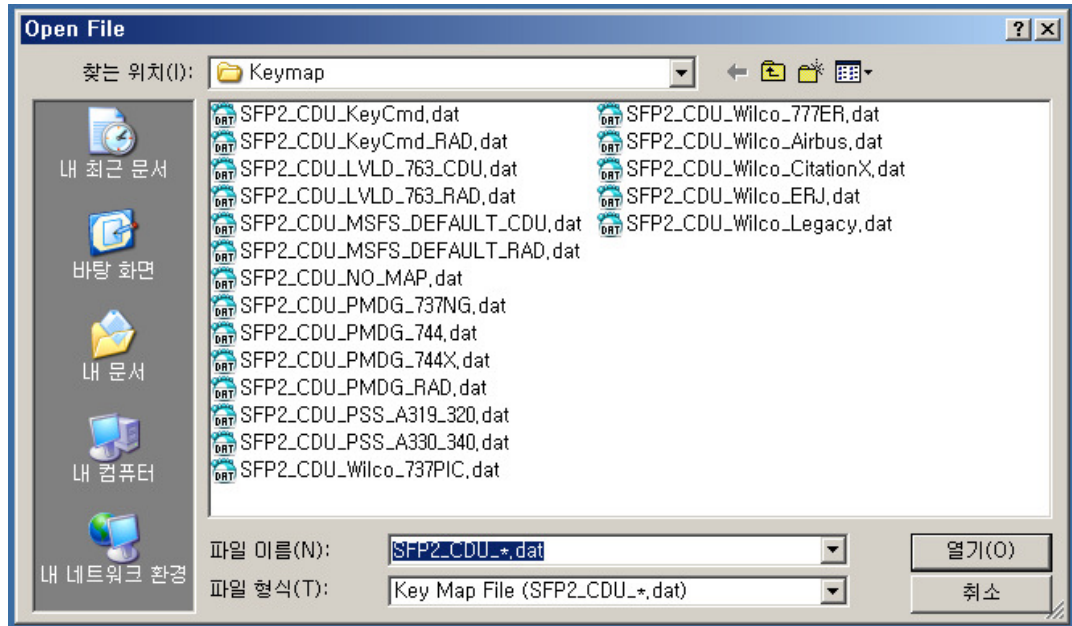 Open File
찾는 위치(I):
Keymap
내 최근 문서
바탕 화면
내 문서
내 컴퓨터
내 네트워크 환경
SFP2_CDU_KeyCmd.dat
SFP2_CDU_KeyCmd_RAD.dat
SFP2_CDU_LVLD_763_CDU.dat
SFP2_CDU_LVLD_763_RAD.dat
SFP2_CDU_MSFS_DEFAULT_CDU.dat
SFP2_CDU_MSFS_DEFAULT_RAD.dat
SFP2_CDU_NO_MAP.dat
SFP2_CDU_PMDG_737NG.dat
SFP2_CDU_PMDG_744.dat
SFP2_CDU_PMDG_744X.dat
SFP2_CDU_PMDG_RAD.dat
SFP2_CDU_PSS_A319_320.dat
SFP2_CDU_PSS_A330_340.dat
SFP2_CDU_Wilco_737PIC.dat
SFP2_CDU_Wilco_777ER.dat
SFP2_CDU_Wilco_Airbus.dat
SFP2_CDU_Wilco_CitationX.dat
SFP2_CDU_Wilco_ERJ.dat
SFP2_CDU_Wilco_Legacy.dat
파일 이름(N):
SFP2_CDU_*.dat
열기(O)
파일 형식(T):
Key Map File (SFP2_CDU_*.dat)
취소